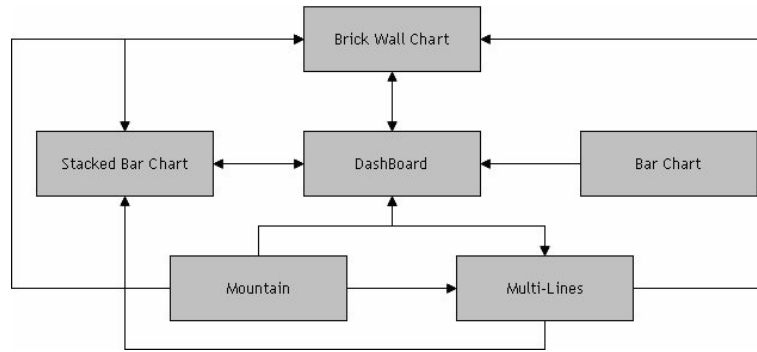 Brick Wall Chart
Stacked Bar Chart
DashBoard
Bar Chart
Mountain
Multi-Lines